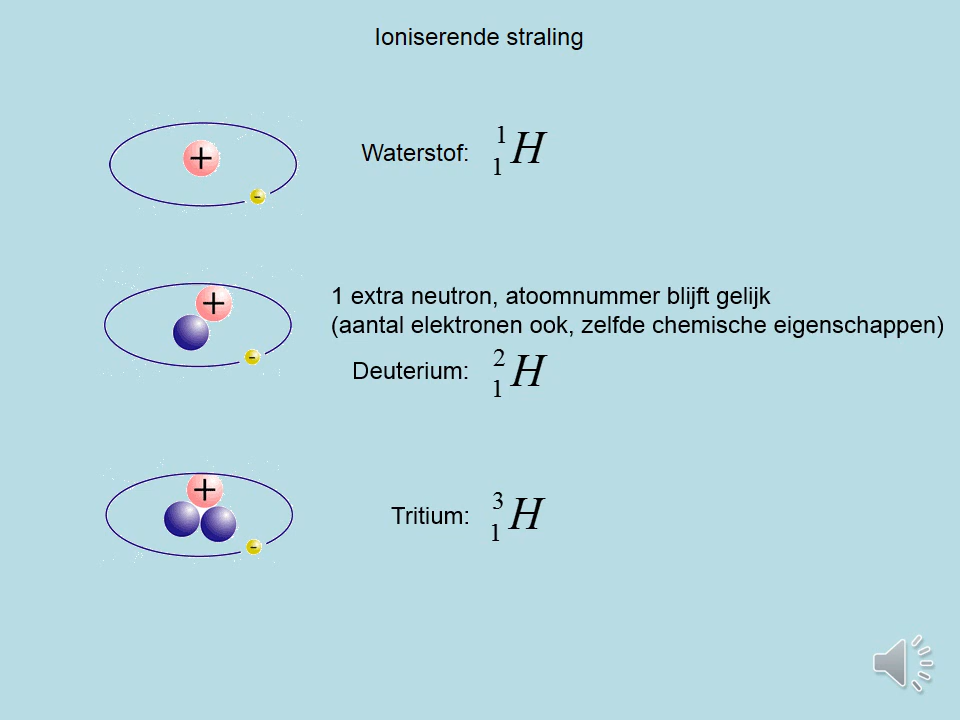 Ioniserende straling
+
-
Waterstof: ¹₁H
+
-
1 extra neutron, atoomnummer blijft gelijk
(aantal elektronen ook, zelfde chemische eigenschappen)
Deuterium: ²₁H
+
-
Tritium: ³₁H